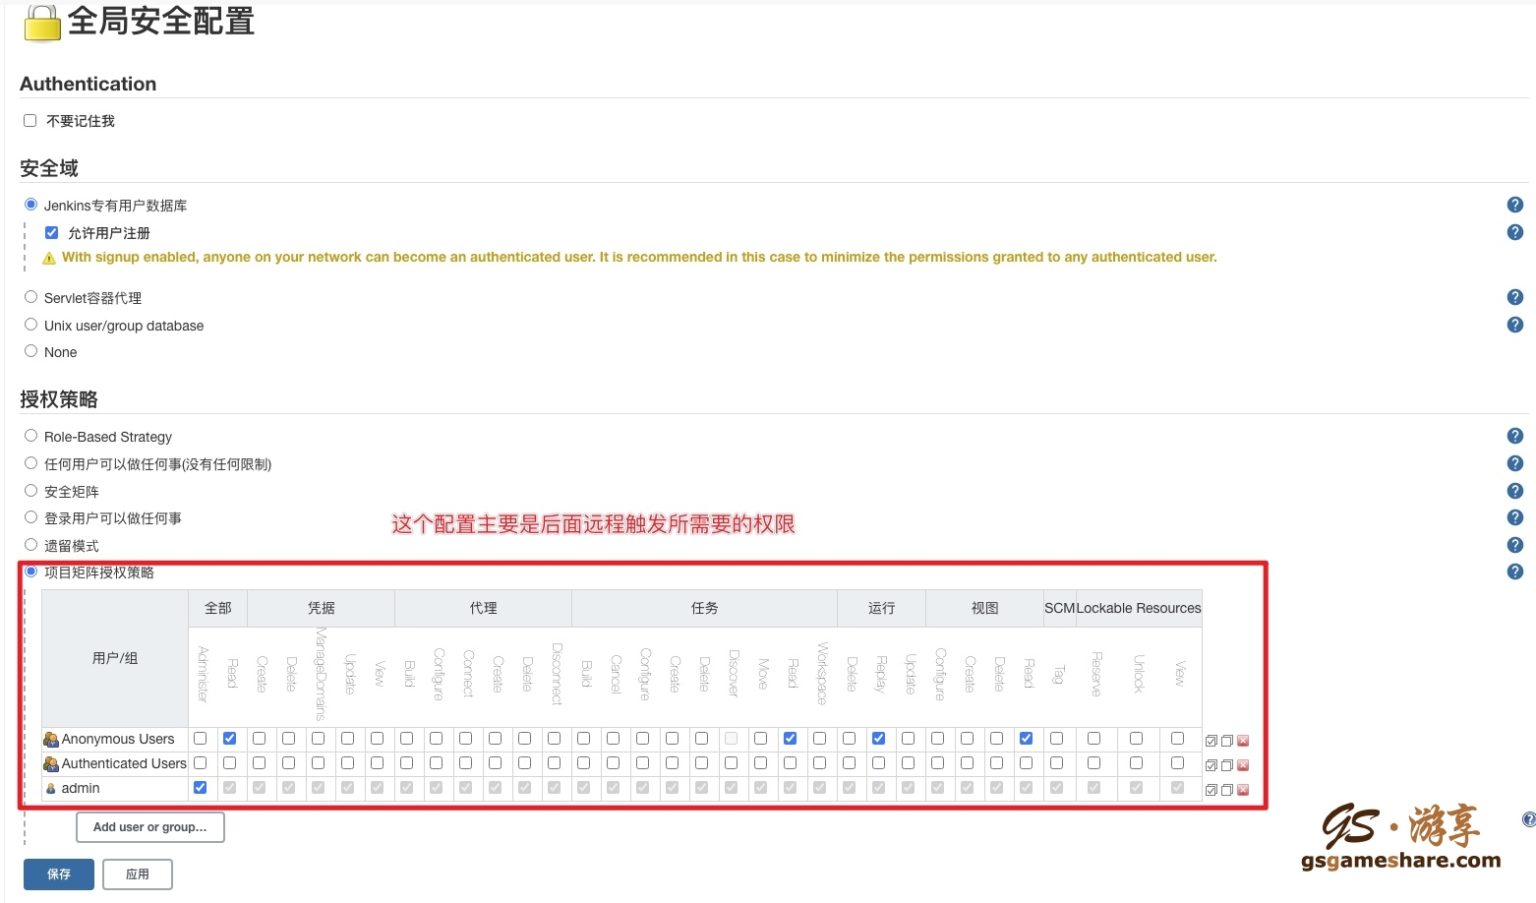 全局安全配置
Authentication
不要记住我
安全域
Jenkins专有用户数据库
允许用户注册
With signup enabled, anyone on your network can become an authenticated user. It is recommended in this case to minimize the permissions granted to any authenticated user.
Servlet容器代理
Unix user/group database
None
授权策略
Role-Based Strategy
任何用户可以做任何事(没有任何限制)
安全矩阵
登录用户可以做任何事
这个配置主要是后面远程触发所需要的权限
遗留模式
项目矩阵授权策略
用户/组 全部 凭据 代理 任务 运行 视图 SCM Lockable Resources
Administer Read Create Delete ManageDomains Update View Build Configure Connect Create Delete Disconnect Build Cancel Configure Create Delete Discover Move Read Workspace Delete Replay Update Configure Create Delete Read Tag Reserve Unlock View
Anonymous Users
Authenticated Users
admin
Add user or group...
保存 应用
GS·游享
gsgameshare.com